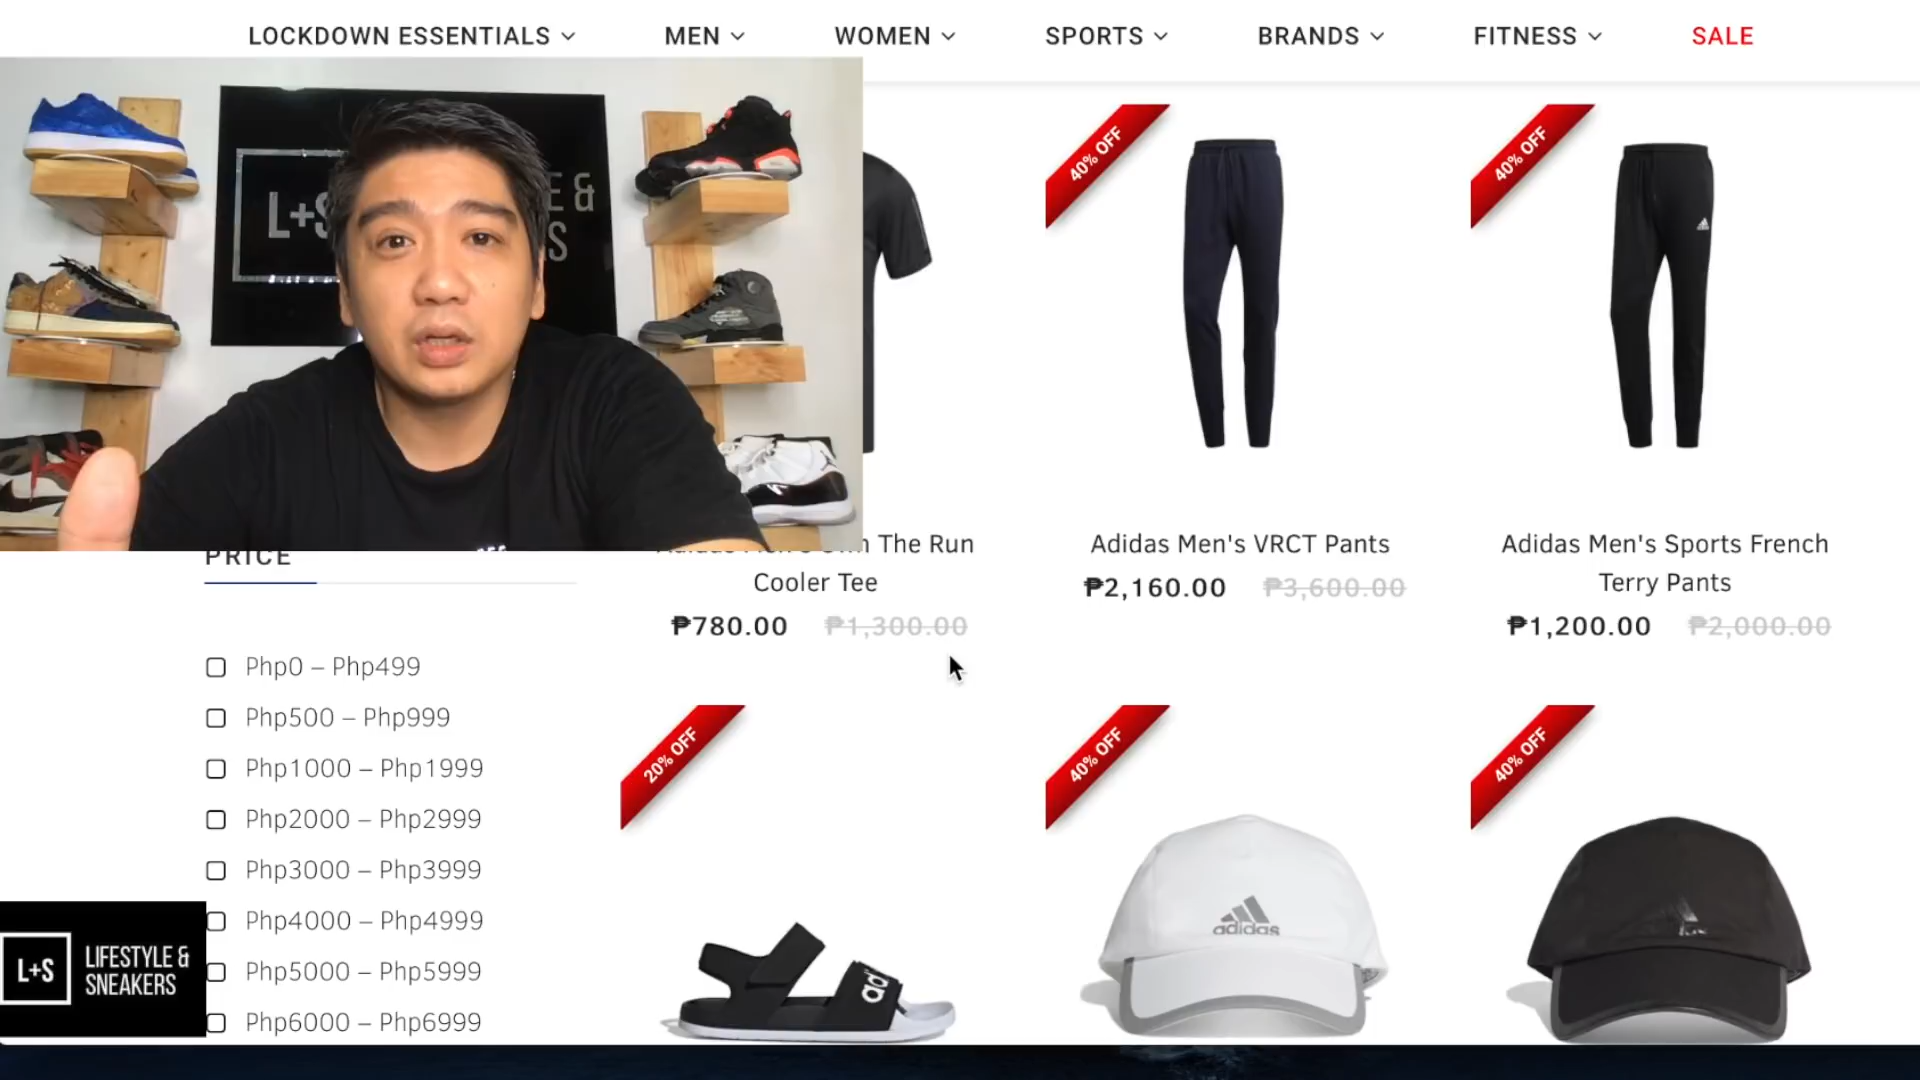 LOCKDOWN ESSENTIALS MEN WOMEN SPORTS BRANDS FITNESS SALE
40% OFF
40% OFF
L+S
E &
S
PRICE
n The Run
Cooler Tee
₱780.00 ₱1,300.00
Adidas Men's VRCT Pants
₱2,160.00 ₱3,600.00
Adidas Men's Sports French
Terry Pants
₱1,200.00 ₱2,000.00
Php0 – Php499
Php500 – Php999
Php1000 – Php1999
Php2000 – Php2999
Php3000 – Php3999
Php4000 – Php4999
Php5000 – Php5999
Php6000 – Php6999
20% OFF
40% OFF
40% OFF
ad
adidas
L+S
LIFESTYLE &
SNEAKERS